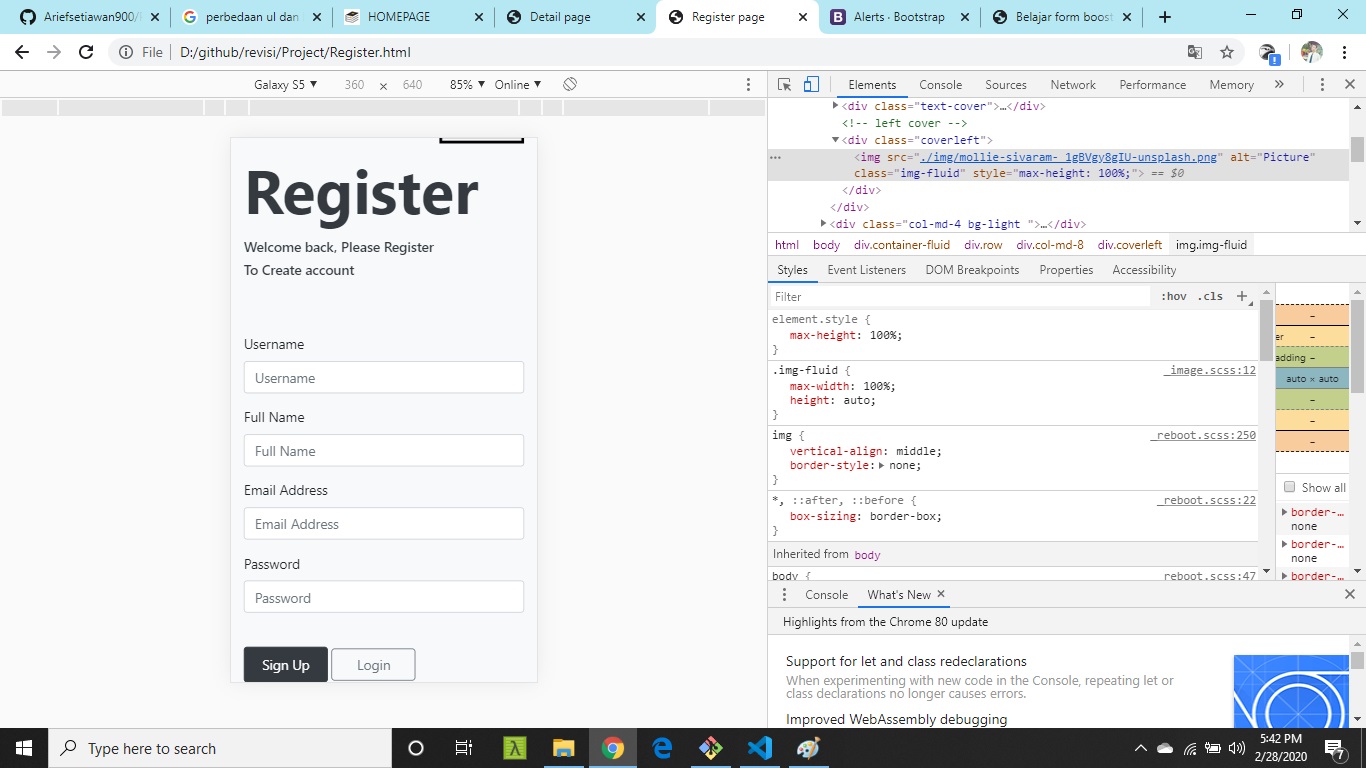 Ariefsetiawan900/
perbedaan ul dan
HOMEPAGE
Detail page
Register page
Alerts · Bootstrap
Belajar form boos
File
D:/github/revisi/Project/Register.html
Galaxy S5 ▼
360 × 640
85% ▼
Online ▼
Elements
Console
Sources
Network
Performance
Memory
»
<div class="text-cover">…</div>
<!-- left cover -->
<div class="coverleft">
<img src="./img/mollie-sivaram-_1gBVgy8gIU-unsplash.png" alt="Picture"
class="img-fluid" style="max-height: 100%;"> == $0
</div>
</div>
<div class="col-md-4 bg-light ">…</div>
html body div.container-fluid div.row div.col-md-8 div.coverleft img.img-fluid
Styles
Event Listeners
DOM Breakpoints
Properties
Accessibility
Filter
:hov .cls +
element.style {
max-height: 100%;
}
.img-fluid {
_image.scss:12
max-width: 100%;
height: auto;
}
img {
_reboot.scss:250
vertical-align: middle;
border-style: none;
}
*, ::after, ::before {
_reboot.scss:22
box-sizing: border-box;
}
Inherited from body
body {
reboot.scss:47
er –
adding –
auto × auto
Show all
border-…
none
border-…
none
border-…
Console
What's New
Highlights from the Chrome 80 update
Support for let and class redeclarations
When experimenting with new code in the Console, repeating let or
class declarations no longer causes errors.
Improved WebAssembly debugging
Register
Welcome back, Please Register
To Create account
Username
Username
Full Name
Full Name
Email Address
Email Address
Password
Password
Sign Up
Login
Type here to search
5:42 PM
2/28/2020
7